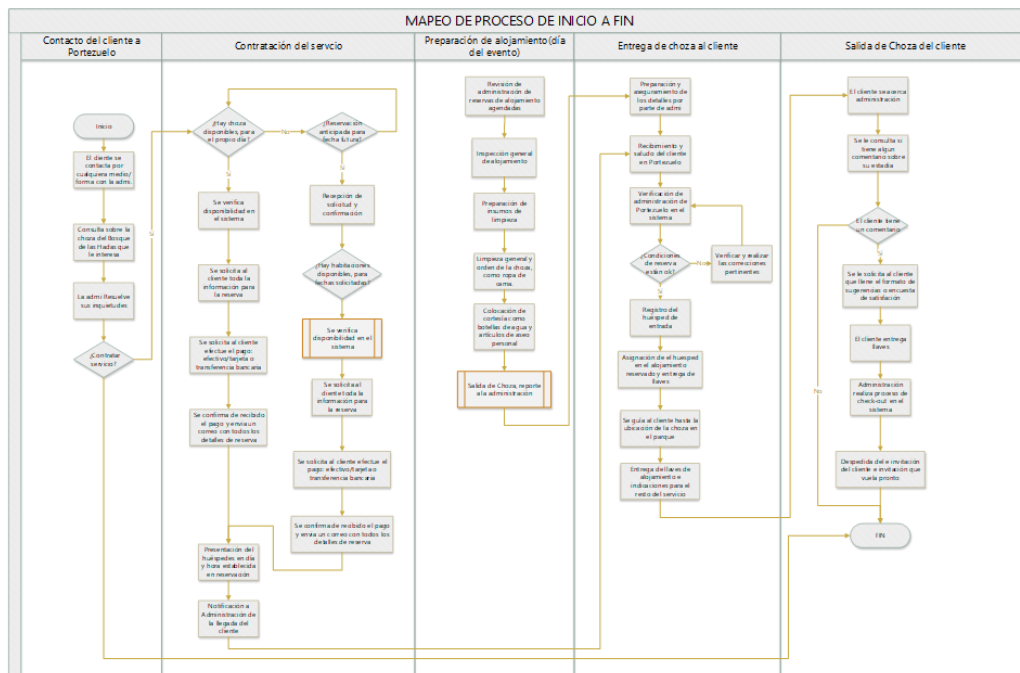 MAPEO DE PROCESO DE INICIO A FIN
Contacto del cliente a
Portezuelo
Contratación del servcio
Preparación de alojamiento(día
del evento)
Entrega de choza al cliente
Salida de Choza del cliente
Inicio
El cliente se
contacta por
cualquiera medio/
forma con la admi.
Consulta sobre la
choza del Bosque
de las Hadas que
le interesa
La admi Resuelve
sus inquietudes
¿Contratar
servicio?
Si
¿Hay choza
disponibles, para
el propio día?
No
Si
Se verifica
disponibilidad en
el sistema
Se solicita al
cliente toda la
información para
la reserva
Se solicita al cliente
efectue el pago:
efectivo/tarjeta o
transferencia bancaria
Se confirma de recibido
el pago y envia un
correo con todos los
detalles de reserva
Presentación del
huéspedes en día
y hora establecida
en reservación
Notificación a
Administración de
la llegada del
cliente
¿Reservación
anticipada para
fecha futura?
Si
Recepción de
solicitud y
confirmación
¿Hay habitaciones
disponibles, para
fechas solicitadas?
Se verifica
disponibilidad en el
sistema
Se solicita al
cliente toda la
información para
la reserva
Se solicita al cliente efectue el
pago: efectivo/tarjeta o
transferencia bancaria
Se confirma de recibido el pago
y envia un correo con todos los
detalles de reserva
Revisión de
administración de
reservas de alojamiento
agendadas
Inspección general
de alojamiento
Preparación de
insumos de
limpieza
Limpieza general y
orden de la choza,
como ropa de
cama.
Colocación de
cortesía como
botellas de agua y
artículos de aseo
personal
Salida de Choza, reporte
a la administración
Preparación y
aseguramiento de
los detalles por
parte de admi
Recibimiento y
saludo del cliente
en Portezuelo
Verificación de
administración de
Portezuelo en el
sistema
¿Condiciones
de reserva
están ok?
No
Verificar y realizar
las correcciones
pertinentes
Si
Registro del
huésped de
entrada
Asignación de el huesped
en el alojamiento
reservado y entrega de
llaves
Se guía al cliente hasta la
ubicación de la choza en
el parque
Entrega de llaves de
alojamiento e
indicaciones para el
resto del servicio
El cliente se acerca
administración
Se le consulta si
tiene algun
comentario sobre
su estadia
El cliente tiene
un comentario
Si
No
Se le solicita al cliente
que llene el formato de
sugerencias o encuesta
de satisfación
El cliente entrega
llaves
Administración
realiza proceso de
check-out en el
sistema
Despedida del e invitación
del cliente e invitación que
vuela pronto
FIN